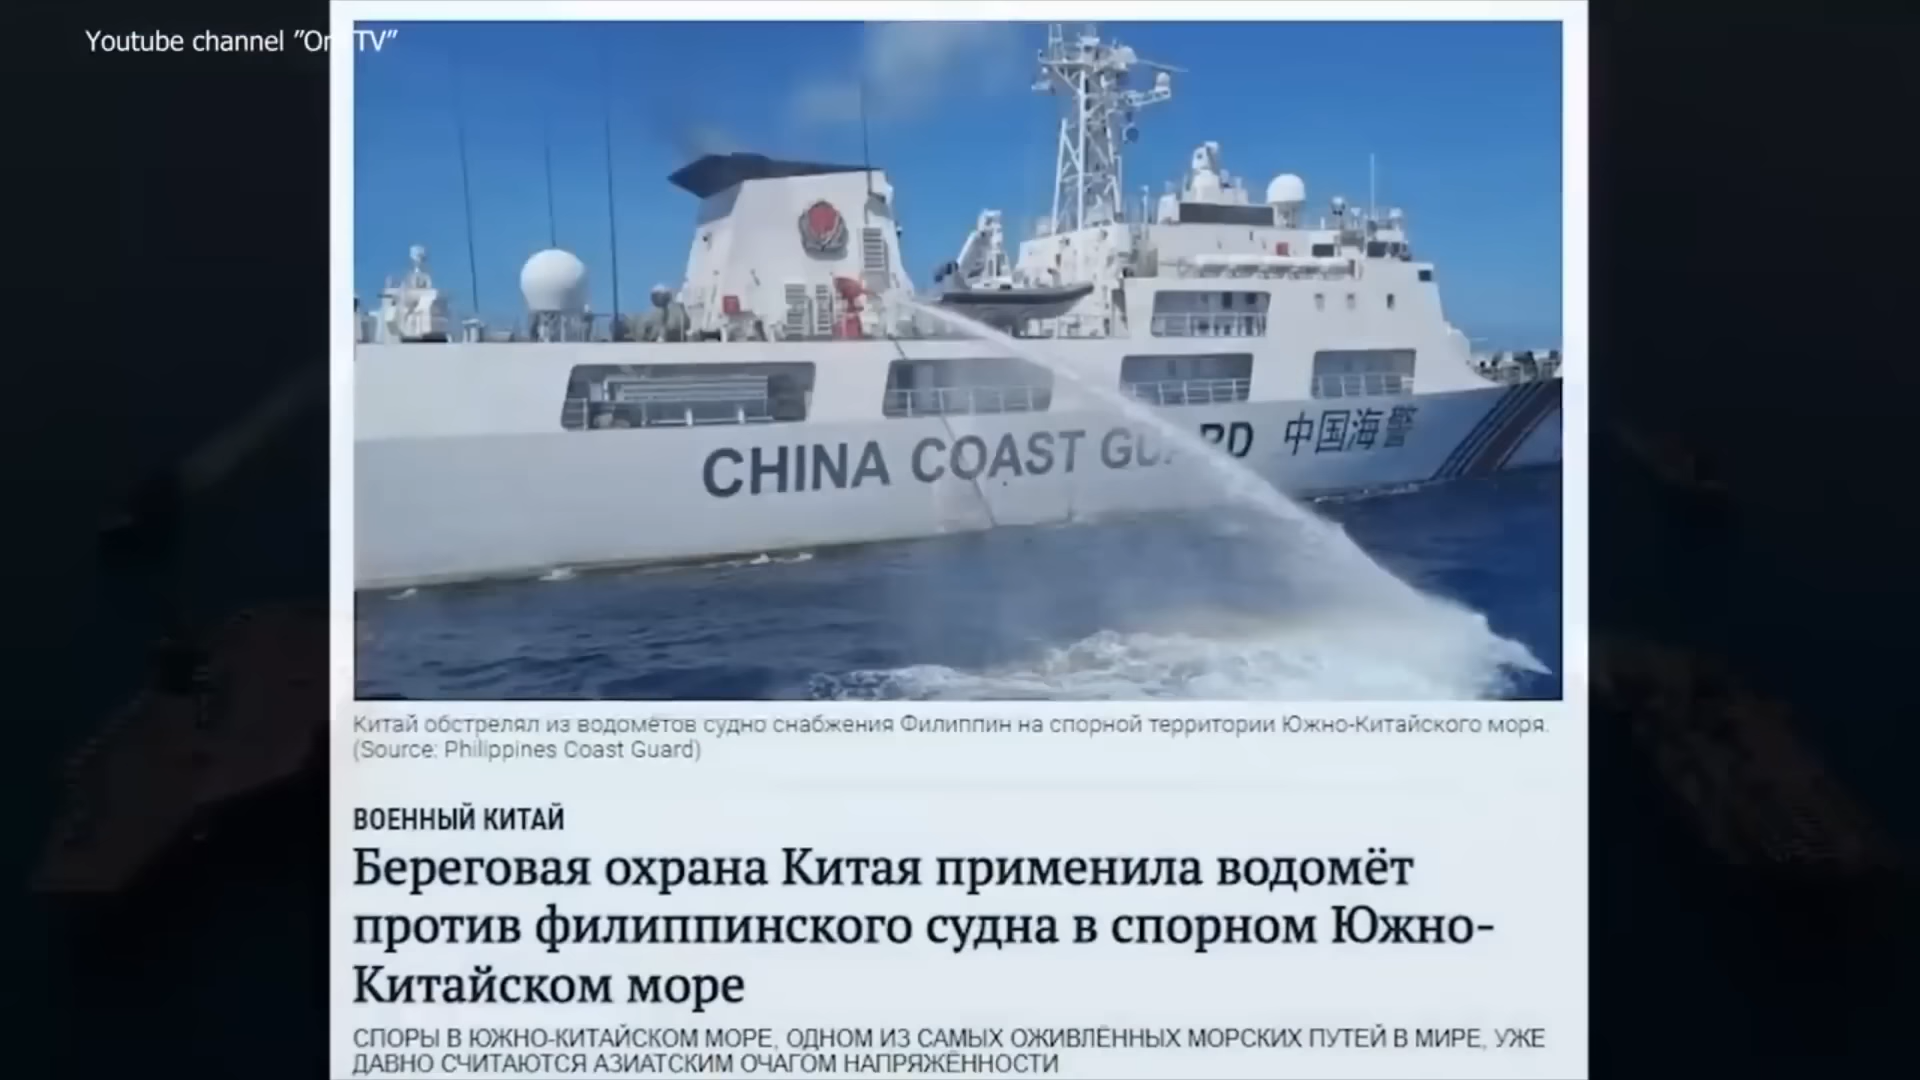 Youtube channel "On TV"
CHINA COAST GUARD 中国海警
Китай обстрелял из водомётов судно снабжения Филиппин на спорной территории Южно-Китайского моря.
(Source: Philippines Coast Guard)
ВОЕННЫЙ КИТАЙ
Береговая охрана Китая применила водомёт
против филиппинского судна в спорном Южно-
Китайском море
СПОРЫ В ЮЖНО-КИТАЙСКОМ МОРЕ, ОДНОМ ИЗ САМЫХ ОЖИВЛЁННЫХ МОРСКИХ ПУТЕЙ В МИРЕ, УЖЕ
ДАВНО СЧИТАЮТСЯ АЗИАТСКИМ ОЧАГОМ НАПРЯЖЁННОСТИ